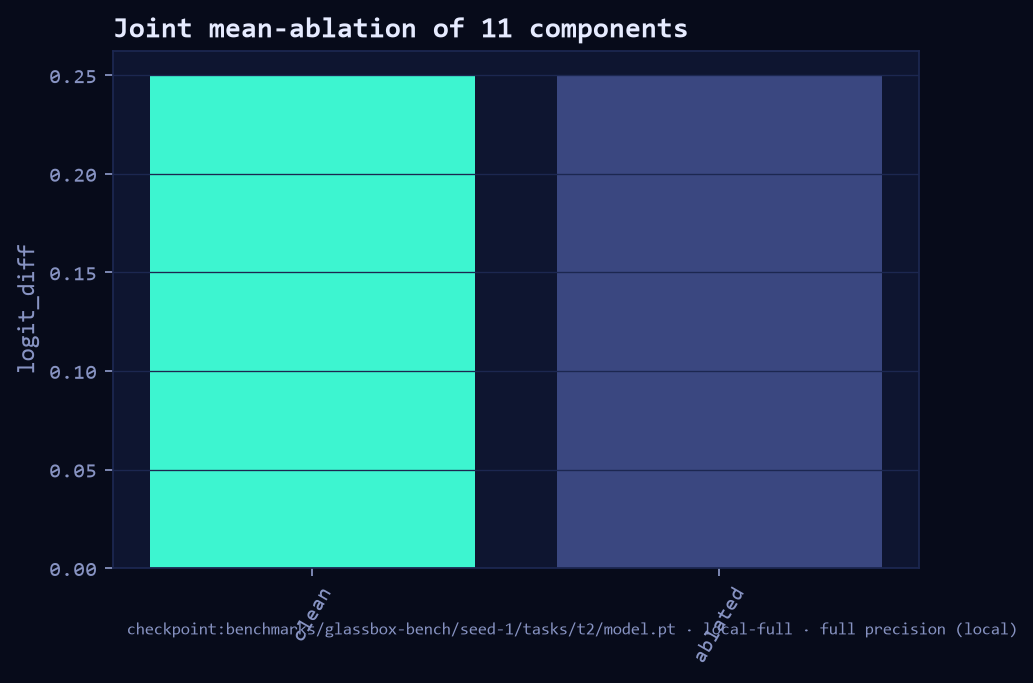 Joint mean-ablation of 11 components
logit_diff
0.25
0.20
0.15
0.10
0.05
0.00
clean
ablated
checkpoint:benchmarks/glassbox-bench/seed-1/tasks/t2/model.pt · local-full · full precision (local)